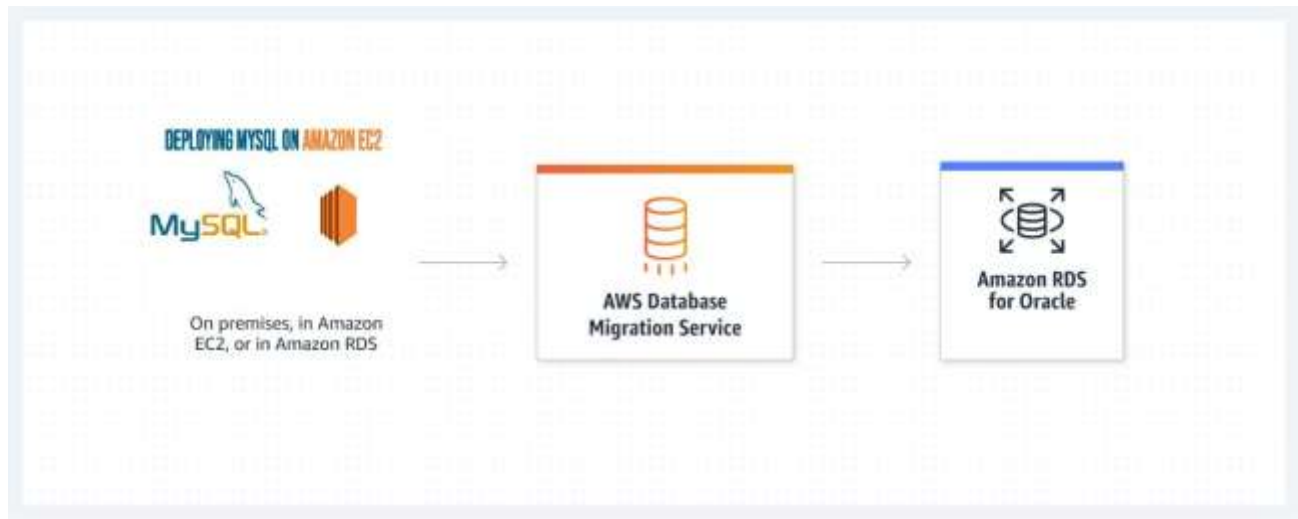 DEPLOYING MYSQL ON AMAZON EC2
MySQL
On premises, in Amazon
EC2, or in Amazon RDS
AWS Database
Migration Service
Amazon RDS
for Oracle